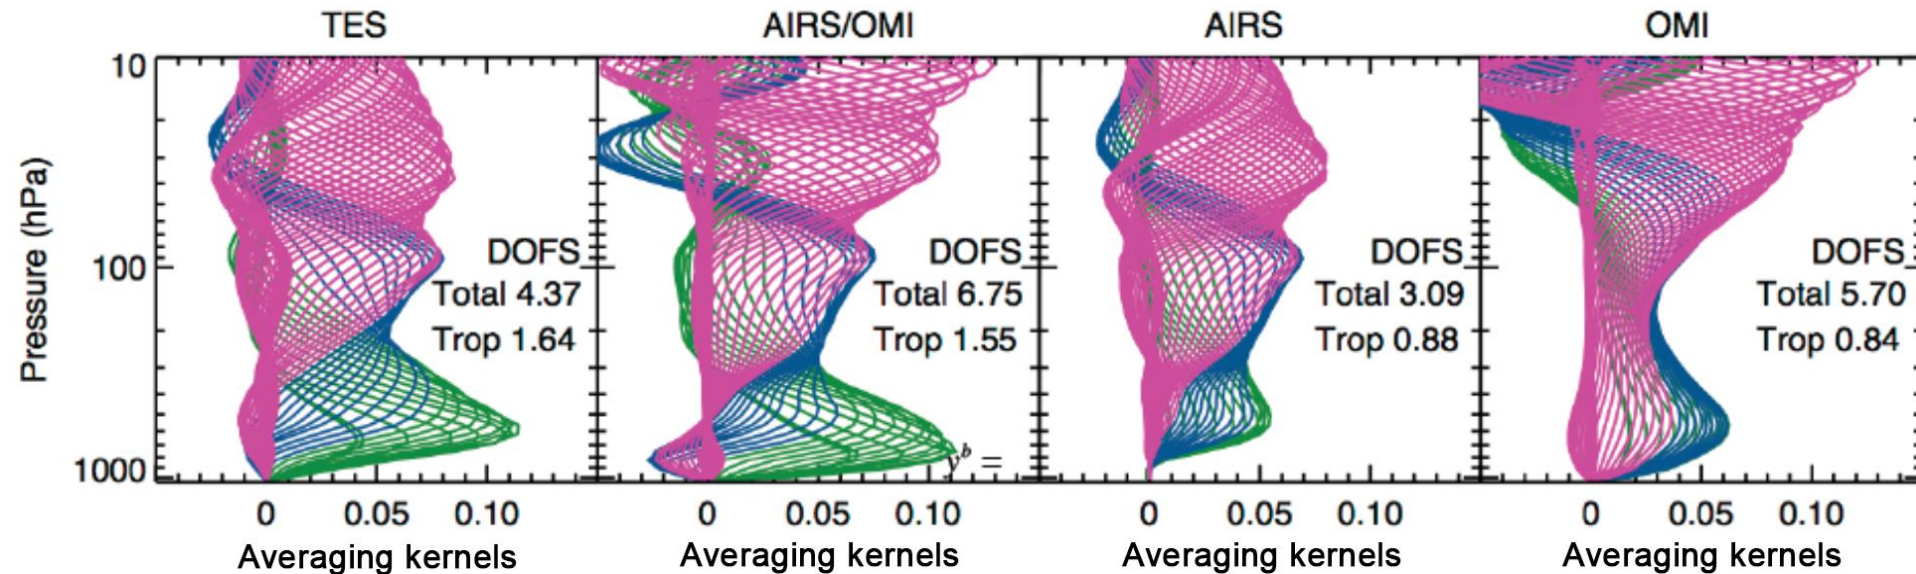 TES
AIRS/OMI
AIRS
OMI
Pressure (hPa)
10
100
1000
DOFS
Total 4.37
Trop 1.64
DOFS
Total 6.75
Trop 1.55
DOFS
Total 3.09
Trop 0.88
DOFS
Total 5.70
Trop 0.84
y^b =
0 0.05 0.10
0 0.05 0.10
0 0.05 0.10
0 0.05 0.10
Averaging kernels
Averaging kernels
Averaging kernels
Averaging kernels